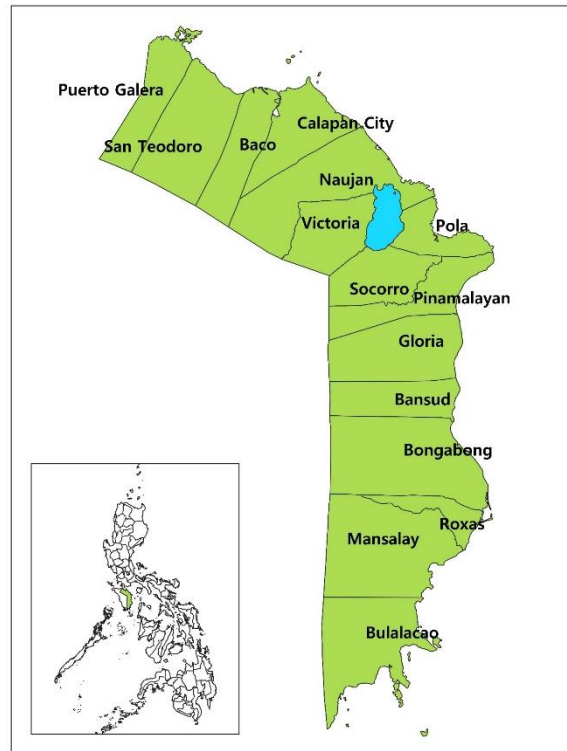 Puerto Galera
Calapan City
San Teodoro
Baco
Naujan
Victoria
Pola
Socorro
Pinamalayan
Gloria
Bansud
Bongabong
Roxas
Mansalay
Bulalacao